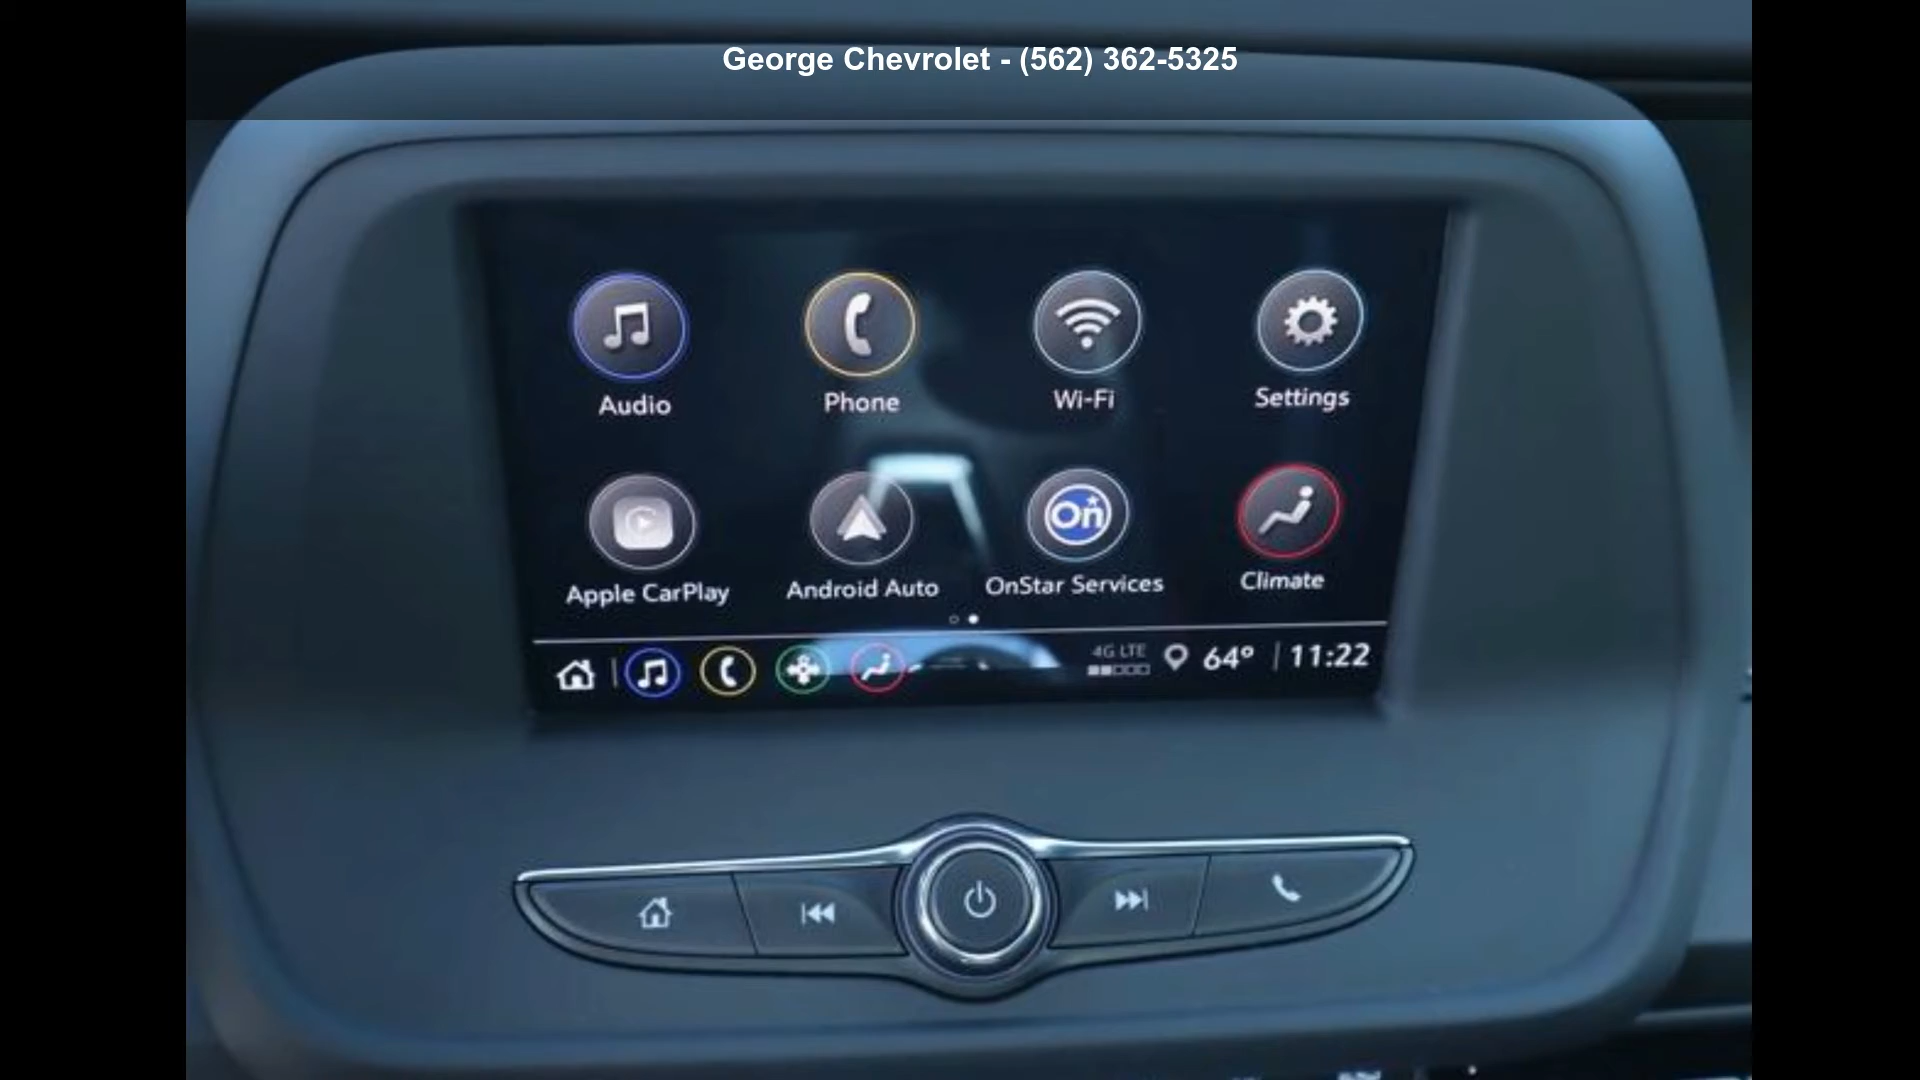 George Chevrolet - (562) 362-5325
Audio Phone Wi-Fi Settings
On
Apple CarPlay Android Auto OnStar Services Climate
4G LTE 64° 11:22